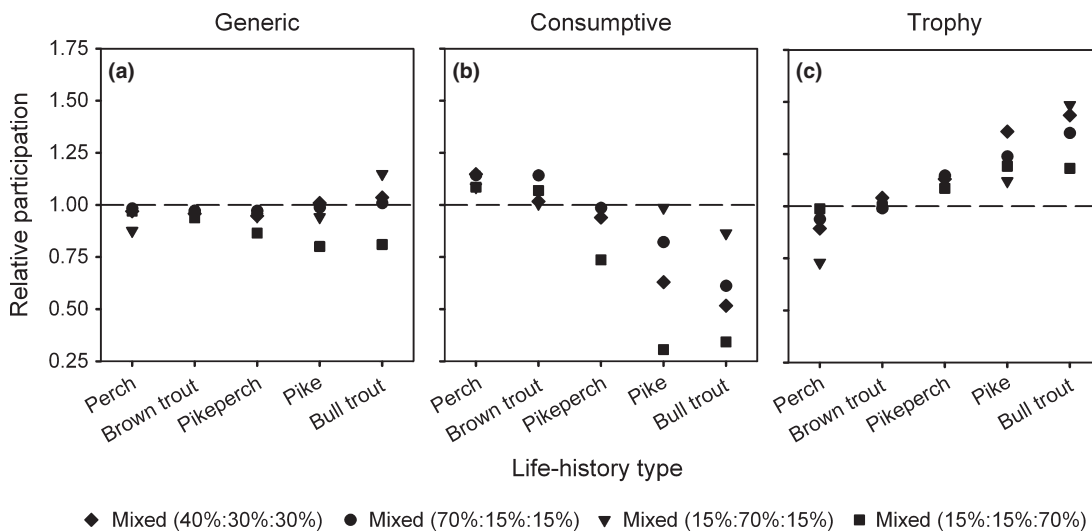 Generic Consumptive Trophy
(a) (b) (c)
1.75
1.50
1.25
1.00
0.75
0.50
0.25
Relative participation
Perch Brown trout Pikeperch Pike Bull trout
Perch Brown trout Pikeperch Pike Bull trout
Perch Brown trout Pikeperch Pike Bull trout
Life-history type
Mixed (40%:30%:30%) Mixed (70%:15%:15%) Mixed (15%:70%:15%) Mixed (15%:15%:70%)